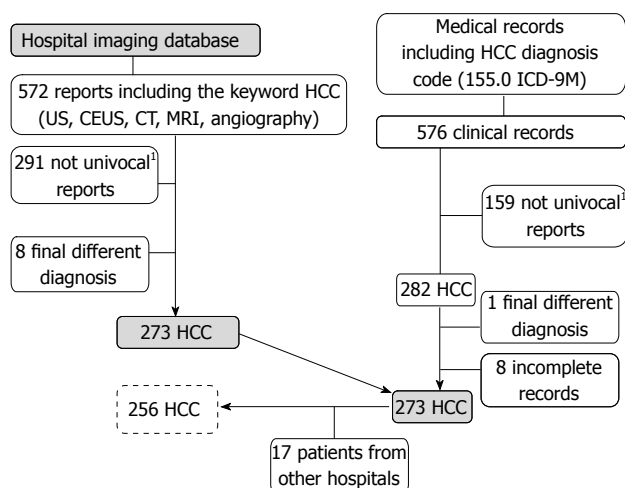 Hospital imaging database
572 reports including the keyword HCC
(US, CEUS, CT, MRI, angiography)
291 not univocal1
reports
8 final different
diagnosis
273 HCC
Medical records
including HCC diagnosis
code (155.0 ICD-9M)
576 clinical records
159 not univocal1
reports
282 HCC
1 final different
diagnosis
8 incomplete
records
273 HCC
256 HCC
17 patients from
other hospitals